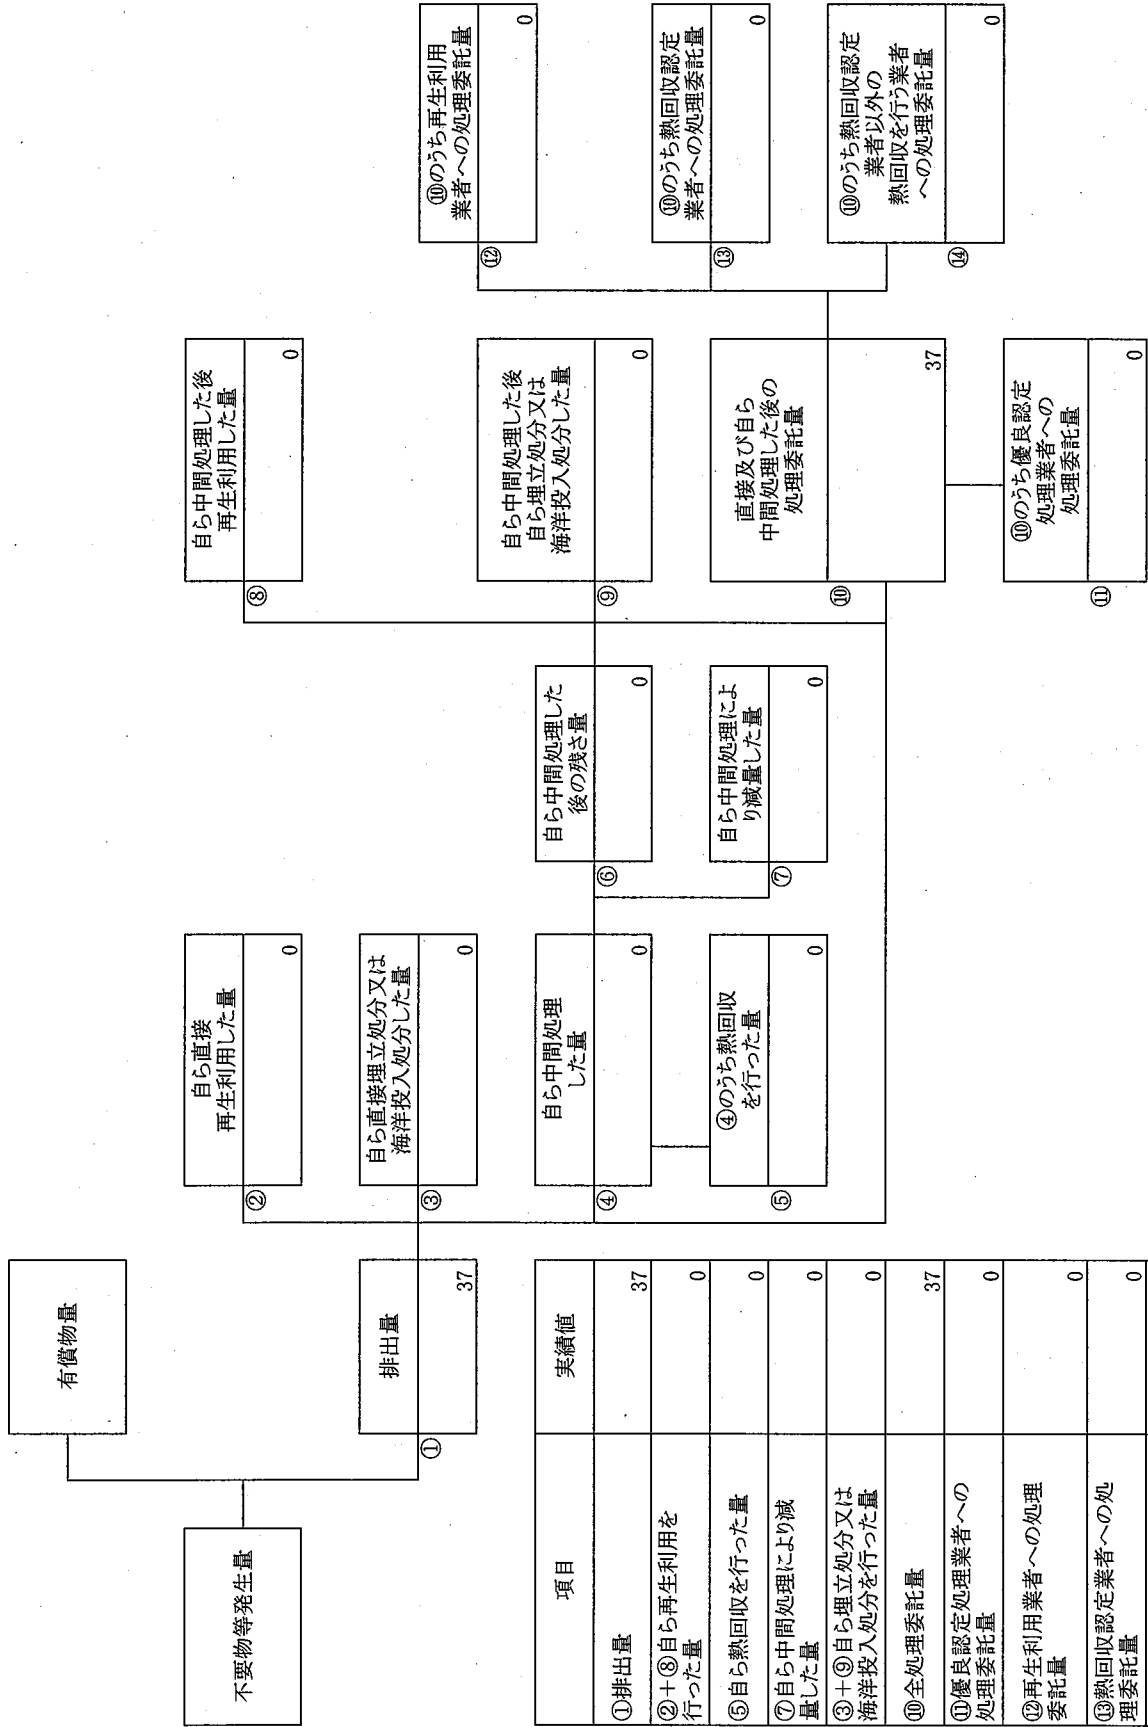 不要物等発生量
有償物量
排出量
①
37
自ら直接
再生利用した量
②
0
自ら直接埋立処分又は
海洋投入処分した量
③
0
自ら中間処理
した量
④
0
④のうち熱回収
を行った量
⑤
0
自ら中間処理した
後の残さ量
⑥
0
自ら中間処理によ
り減量した量
⑦
0
自ら中間処理した後
再生利用した量
⑧
0
自ら中間処理した後
自ら埋立処分又は
海洋投入処分した量
⑨
0
直接及び自ら
中間処理した後の
処理委託量
⑩
37
⑩のうち優良認定
処理業者への
処理委託量
⑪
0
⑩のうち再生利用
業者への処理委託量
⑫
0
⑩のうち熱回収認定
業者への処理委託量
⑬
0
⑩のうち熱回収認定
業者以外の
熱回収を行う業者
への処理委託量
⑭
0
項目 実績値
①排出量 37
②+⑧自ら再生利用を
行った量 0
⑤自ら熱回収を行った量 0
⑦自ら中間処理により減
量した量 0
③+⑨自ら埋立処分又は
海洋投入処分を行った量 0
⑩全処理委託量 37
⑪優良認定処理業者への
処理委託量 0
⑫再生利用業者への処理
委託量 0
⑬熱回収認定業者への処
理委託量 0